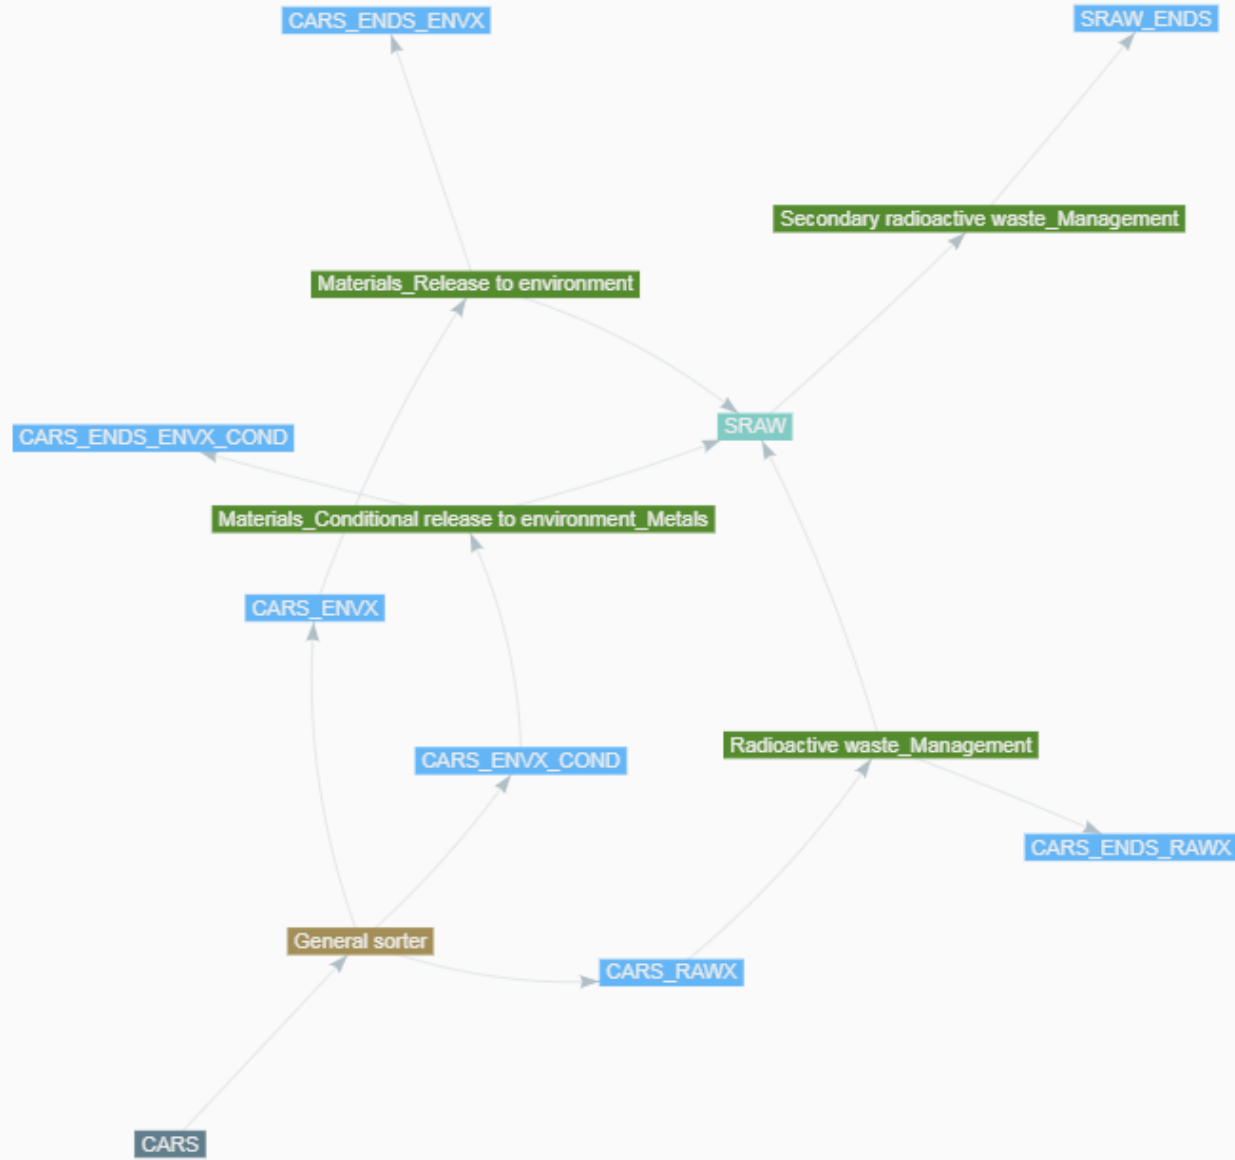 CARS_ENDS_ENVX
SRAW_ENDS
Secondary radioactive waste_Management
Materials_Release to environment
SRAW
CARS_ENDS_ENVX_COND
Materials_Conditional release to environment_Metals
CARS_ENVX
Radioactive waste_Management
CARS_ENVX_COND
CARS_ENDS_RAWX
General sorter
CARS_RAWX
CARS